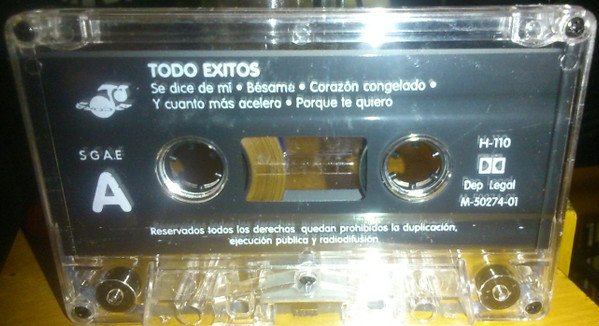 TODO EXITOS
Se dice de mí • Bésame • Corazón congelado •
Y cuanto más acelero • Porque te quiero
S G A.E
A
H-110
Dep Legal
M-50274-01
Reservados todos los derechos quedan prohibidos la duplicación,
ejecución pública y radiodifusión